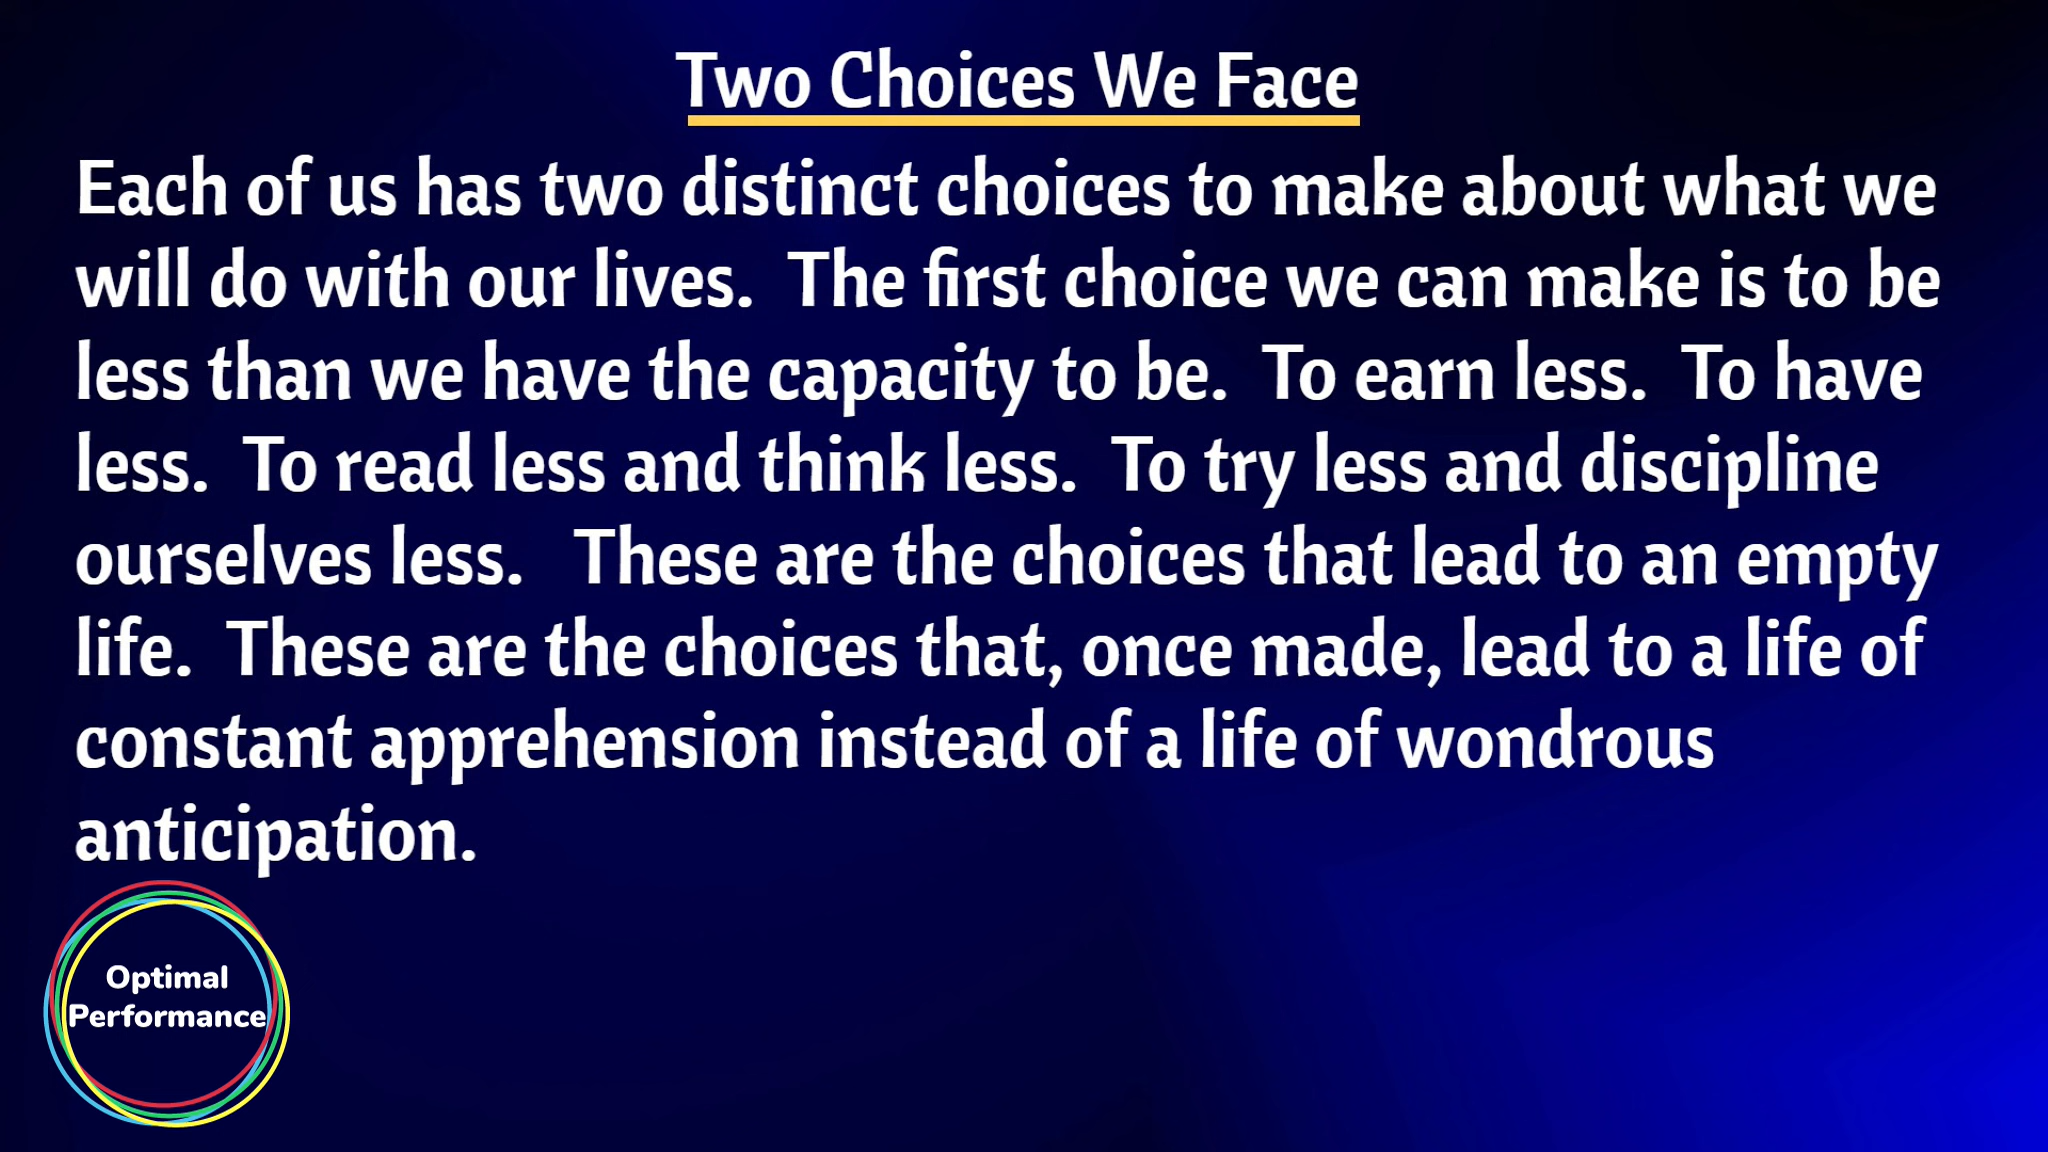 Two Choices We Face
Each of us has two distinct choices to make about what we
will do with our lives.  The first choice we can make is to be
less than we have the capacity to be.  To earn less.  To have
less.  To read less and think less.  To try less and discipline
ourselves less.   These are the choices that lead to an empty
life.  These are the choices that, once made, lead to a life of
constant apprehension instead of a life of wondrous
anticipation.
Optimal
Performance